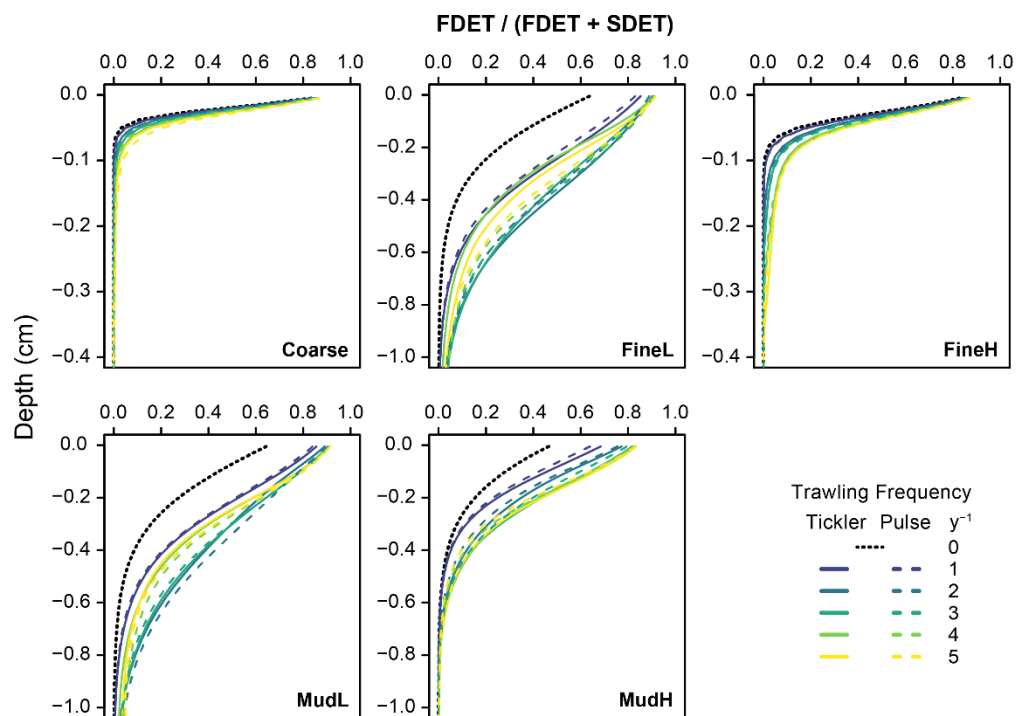 FDET / (FDET + SDET)
0.0 0.2 0.4 0.6 0.8 1.0
0.0 0.2 0.4 0.6 0.8 1.0
0.0 0.2 0.4 0.6 0.8 1.0
0.0
−0.1
−0.2
−0.3
−0.4
Coarse
0.0
−0.2
−0.4
−0.6
−0.8
−1.0
FineL
0.0
−0.1
−0.2
−0.3
−0.4
FineH
Depth (cm)
0.0 0.2 0.4 0.6 0.8 1.0
0.0 0.2 0.4 0.6 0.8 1.0
0.0
−0.2
−0.4
−0.6
−0.8
−1.0
MudL
0.0
−0.2
−0.4
−0.6
−0.8
−1.0
MudH
Trawling Frequency
Tickler Pulse y⁻¹
0
1
2
3
4
5